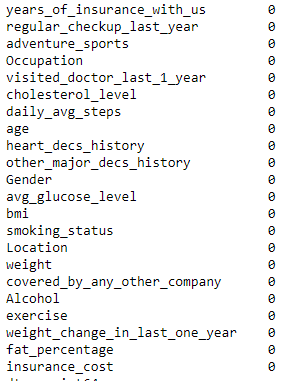 years_of_insurance_with_us 0
regular_checkup_last_year 0
adventure_sports 0
Occupation 0
visited_doctor_last_1_year 0
cholesterol_level 0
daily_avg_steps 0
age 0
heart_decs_history 0
other_major_decs_history 0
Gender 0
avg_glucose_level 0
bmi 0
smoking_status 0
Location 0
weight 0
covered_by_any_other_company 0
Alcohol 0
exercise 0
weight_change_in_last_one_year 0
fat_percentage 0
insurance_cost 0